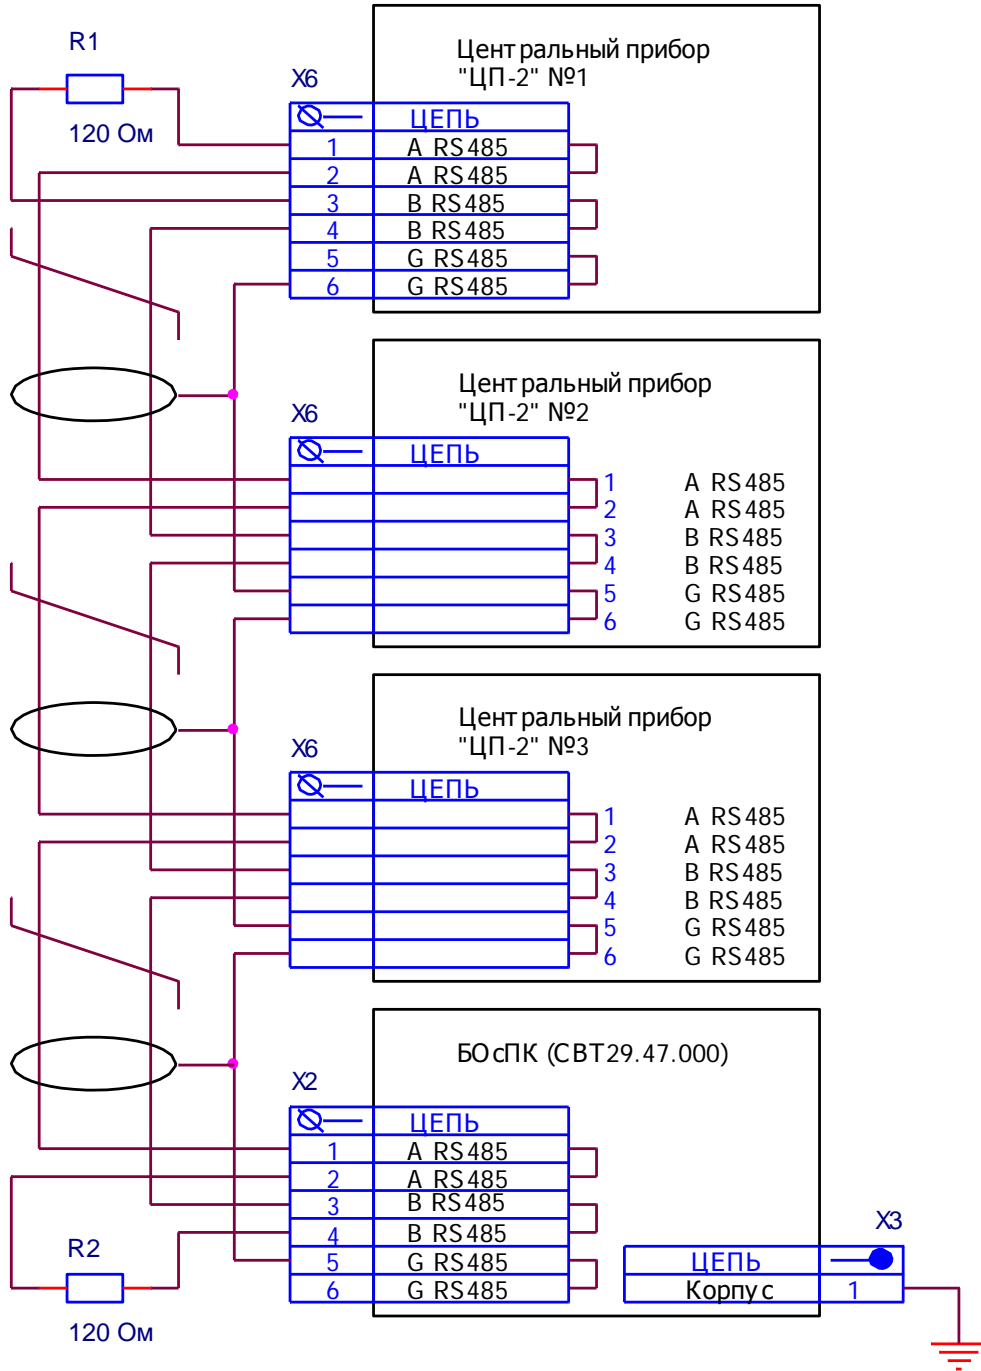 R1
120 Ом
Центральный прибор
"ЦП-2" №1
X6
ЦЕПЬ
1 A RS485
2 A RS485
3 B RS485
4 B RS485
5 G RS485
6 G RS485
Центральный прибор
"ЦП-2" №2
X6
ЦЕПЬ
1 A RS485
2 A RS485
3 B RS485
4 B RS485
5 G RS485
6 G RS485
Центральный прибор
"ЦП-2" №3
X6
ЦЕПЬ
1 A RS485
2 A RS485
3 B RS485
4 B RS485
5 G RS485
6 G RS485
БОсПК (СВТ29.47.000)
X2
ЦЕПЬ
1 A RS485
2 A RS485
3 B RS485
4 B RS485
5 G RS485
6 G RS485
X3
ЦЕПЬ
Корпус 1
R2
120 Ом